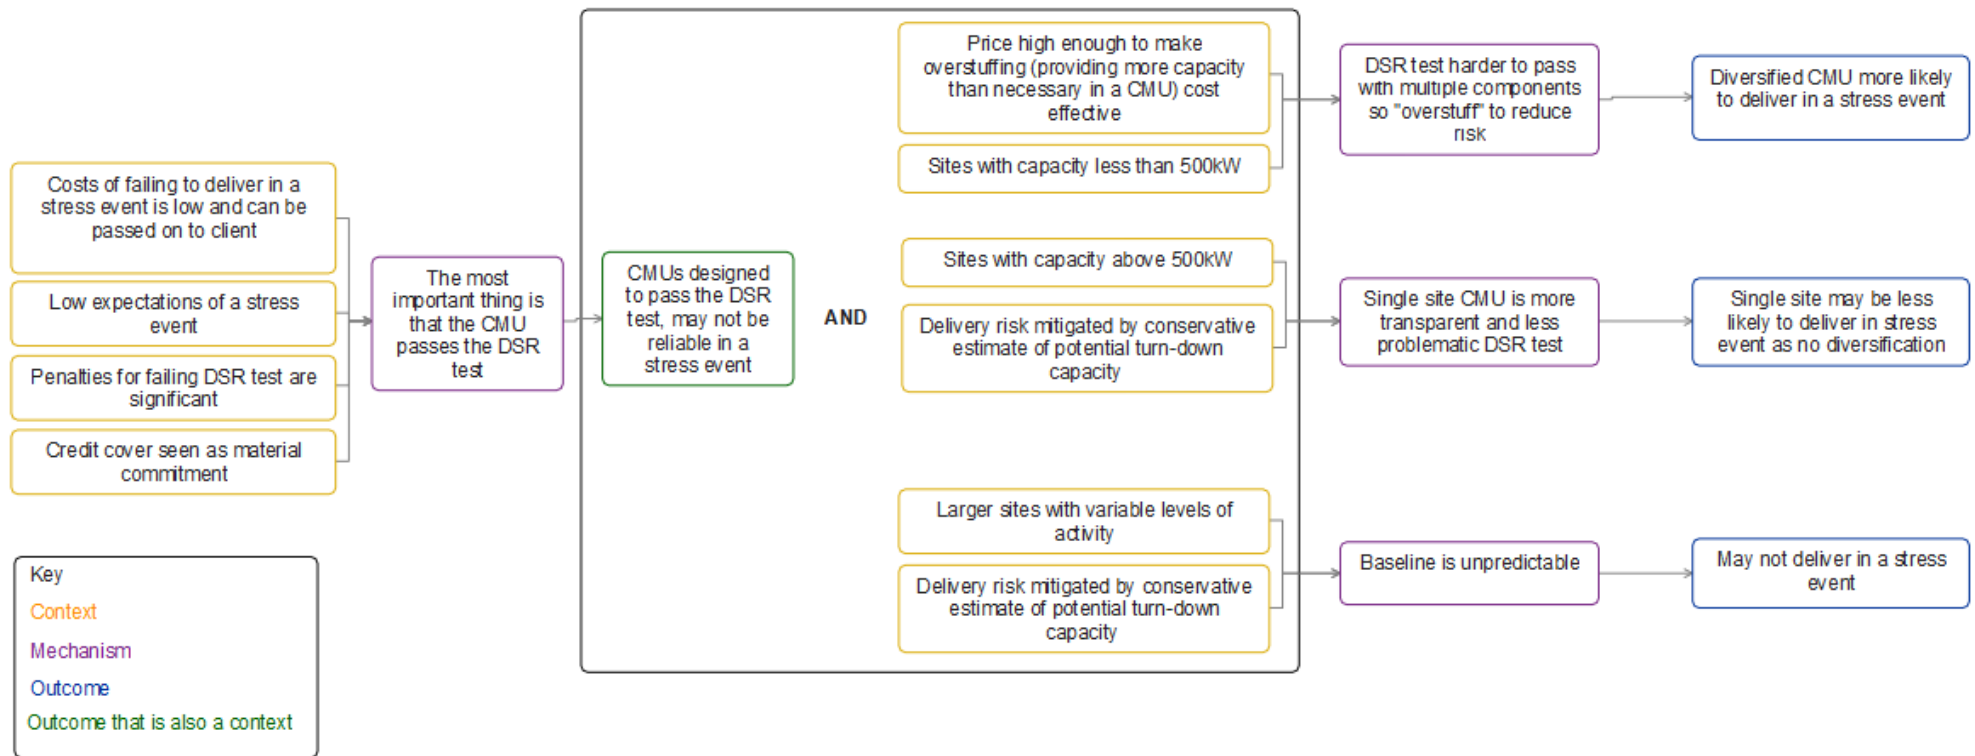 Costs of failing to deliver in a
stress event is low and can be
passed on to client
Low expectations of a stress
event
Penalties for failing DSR test are
significant
Credit cover seen as material
commitment
The most
important thing is
that the CMU
passes the DSR
test
CMUs designed
to pass the DSR
test, may not be
reliable in a
stress event
AND
Price high enough to make
overstuffing (providing more capacity
than necessary in a CMU) cost
effective
Sites with capacity less than 500kW
Sites with capacity above 500kW
Delivery risk mitigated by conservative
estimate of potential turn-down
capacity
Larger sites with variable levels of
activity
Delivery risk mitigated by conservative
estimate of potential turn-down
capacity
DSR test harder to pass
with multiple components
so "overstuff" to reduce
risk
Single site CMU is more
transparent and less
problematic DSR test
Baseline is unpredictable
Diversified CMU more likely
to deliver in a stress event
Single site may be less
likely to deliver in stress
event as no diversification
May not deliver in a stress
event
Key
Context
Mechanism
Outcome
Outcome that is also a context